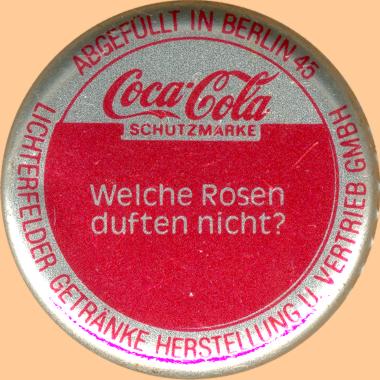 ABGEFÜLLT IN BERLIN 45
Coca-Cola
SCHUTZMARKE
Welche Rosen
duften nicht?
LICHTERFELDER GETRÄNKE HERSTELLUNG U. VERTRIEB GMBH